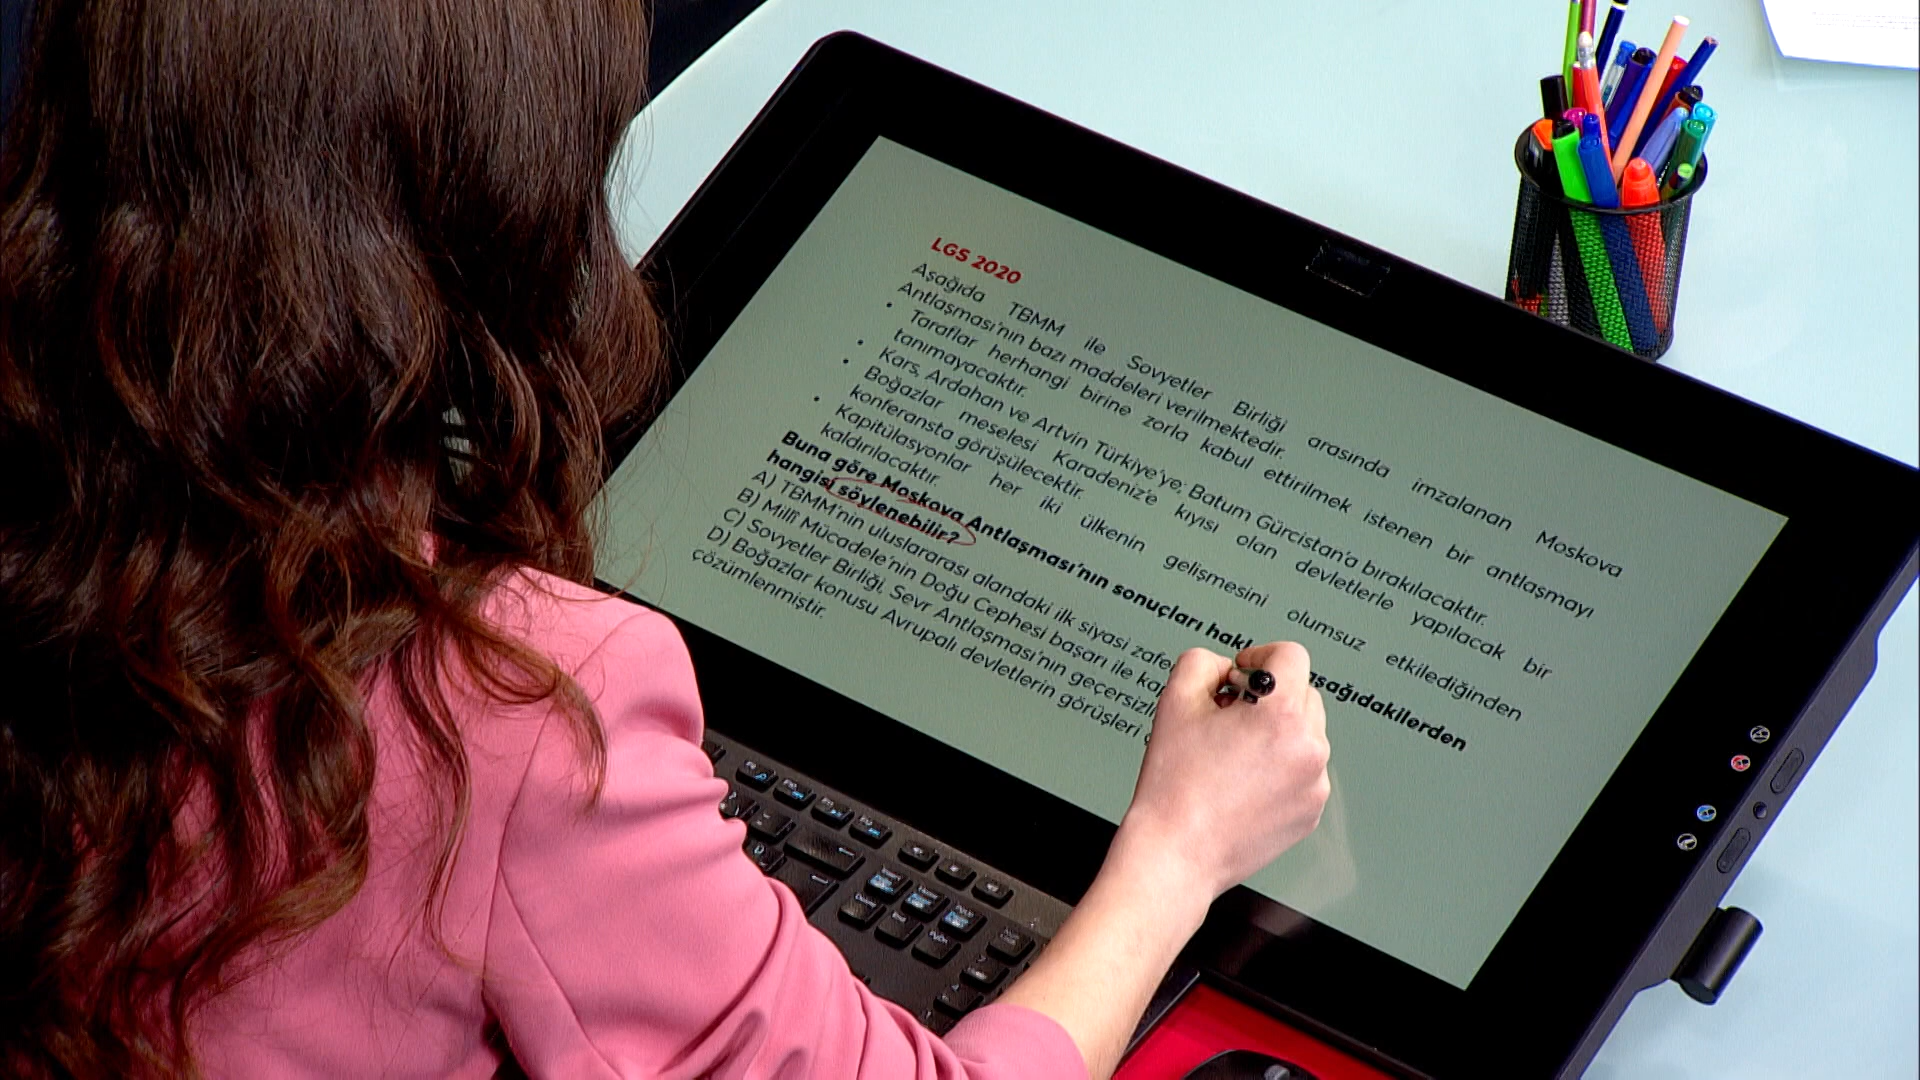 LGS 2020
Aşağıda TBMM ile Sovyetler Birliği arasında imzalanan Moskova
Antlaşması'nın bazı maddeleri verilmektedir.
• Taraflar herhangi birine zorla kabul ettirilmek istenen bir antlaşmayı
tanımayacaktır.
• Kars, Ardahan ve Artvin Türkiye'ye; Batum Gürcistan'a bırakılacaktır.
• Boğazlar meselesi Karadeniz'e kıyısı olan devletlerle yapılacak bir
konferansta görüşülecektir.
• Kapitülasyonlar her iki ülkenin gelişmesini olumsuz etkilediğinden
kaldırılacaktır.
Buna göre Moskova Antlaşması'nın sonuçları aşağıdakilerden
hangisi söylenebilir?
A) TBMM'nin uluslararası alandaki ilk siyasi
B) Millî Mücadele'nin Doğu Cephesi başarı ile
C) Sovyetler Birliği, Sevr Antlaşması'nın
D) Boğazlar konusu Avrupalı devletlerin görüşleri
çözümlenmiştir.